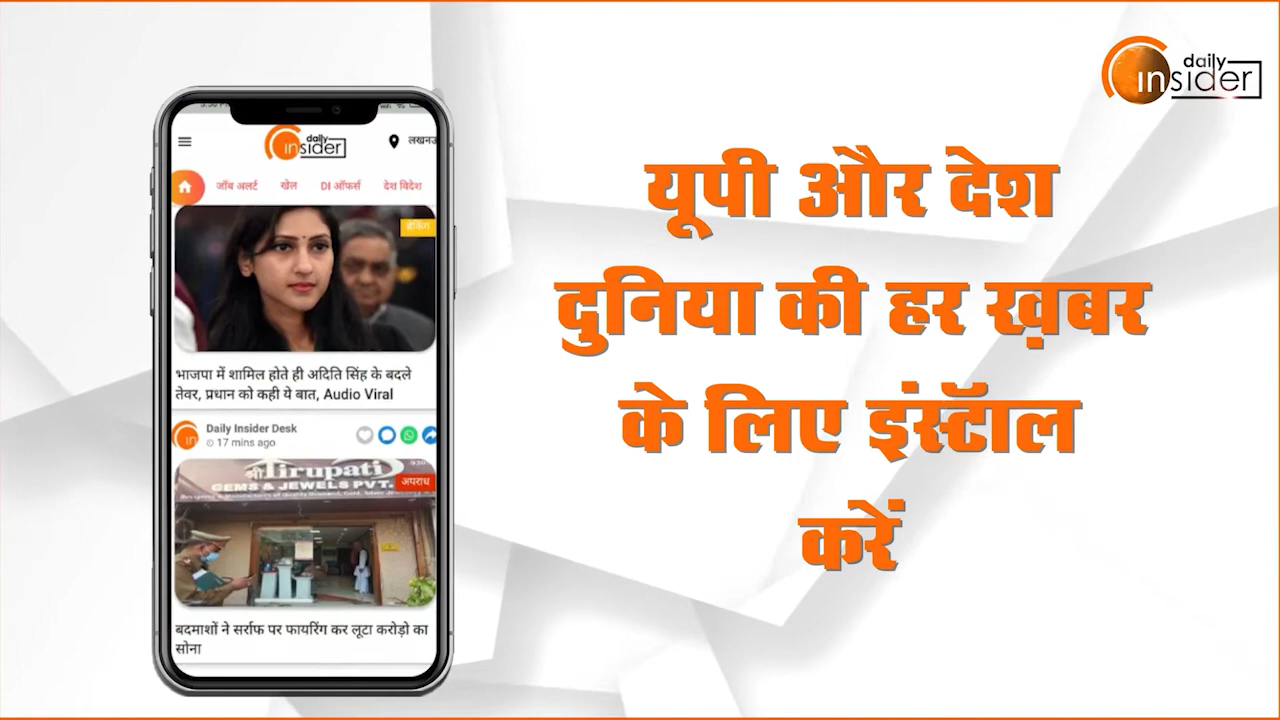 daily
insider
यूपी और देश
दुनिया की हर ख़बर
के लिए इंस्टॉल
करें
daily
insider
लखनऊ
जॉब अलर्ट खेल DI ऑफर्स देश विदेश
ब्रेकिंग
भाजपा में शामिल होते ही अदिति सिंह के बदले
तेवर, प्रधान को कही ये बात, Audio Viral
Daily Insider Desk
17 mins ago
श्री Tirupati
GEMS & JEWELS PVT.
अपराध
बदमाशों ने सर्राफ पर फायरिंग कर लूटा करोड़ो का
सोना